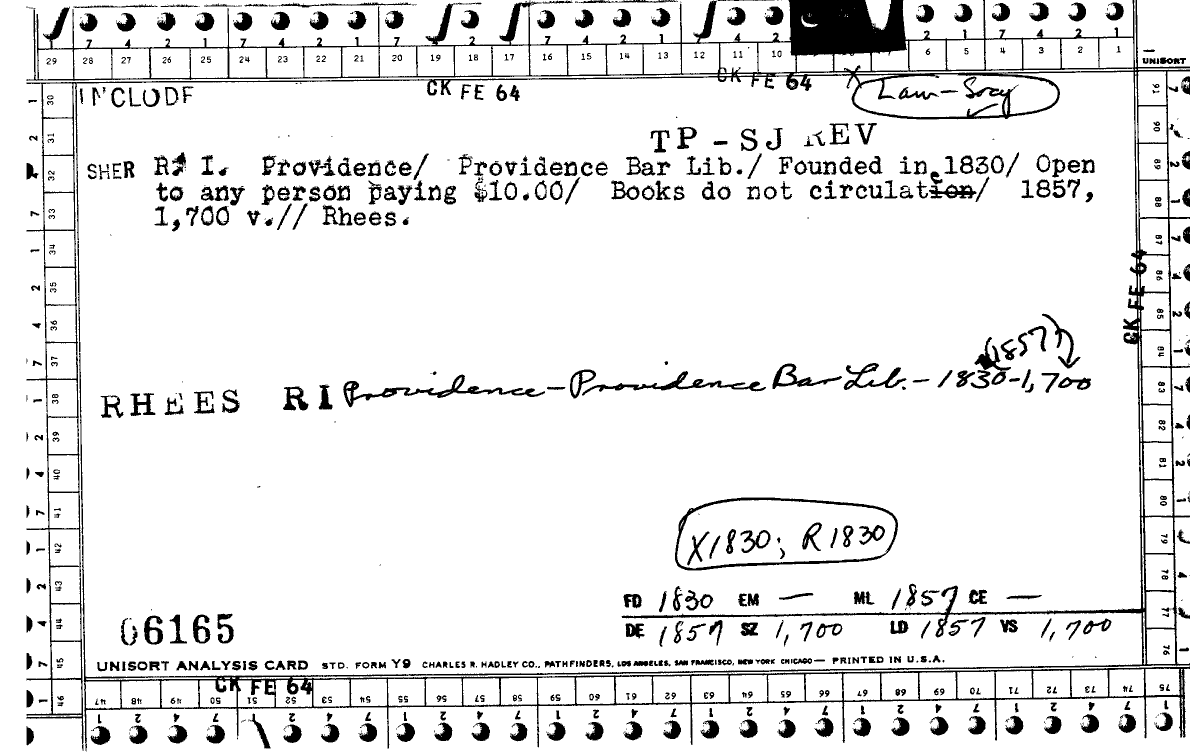 7 4 2 1 7 4 2 1 7 2 1 4 2 2 1 7 4 2 1
29 28 27 26 25 24 23 22 21 20 19 18 17 16 15 14 13 12 11 10 6 5 4 3 2 1
UNISORT
INCLODF CK FE 64 CK FE 64 X Law-Socy
TP - SJ REV
SHER R. I. Providence/ Providence Bar Lib./ Founded in 1830/ Open
to any person paying $10.00/ Books do not circulation/ 1857,
1,700 v.// Rhees.
CK FE 64
(1857)
RHEES RI Providence - Providence Bar Lib. - 1830 - 1,700
X1830; R1830
FD 1830 EM — ML 1857 CE —
DE 1857 SZ 1,700 LD 1857 VS 1,700
06165
UNISORT ANALYSIS CARD STD. FORM Y9 CHARLES R. HADLEY CO., PATHFINDERS, LOS ANGELES, SAN FRANCISCO, NEW YORK CHICAGO — PRINTED IN U.S.A.
CK FE 64
47 48 49 50 51 52 53 54 55 56 57 58 59 60 61 62 63 64 65 66 67 68 69 70 71 72 73 74 75
30 31 32 33 34 35 36 37 38 39 40 41 42 43 44 45 46
91 90 89 88 87 86 85 84 83 82 81 80 79 78 77 76